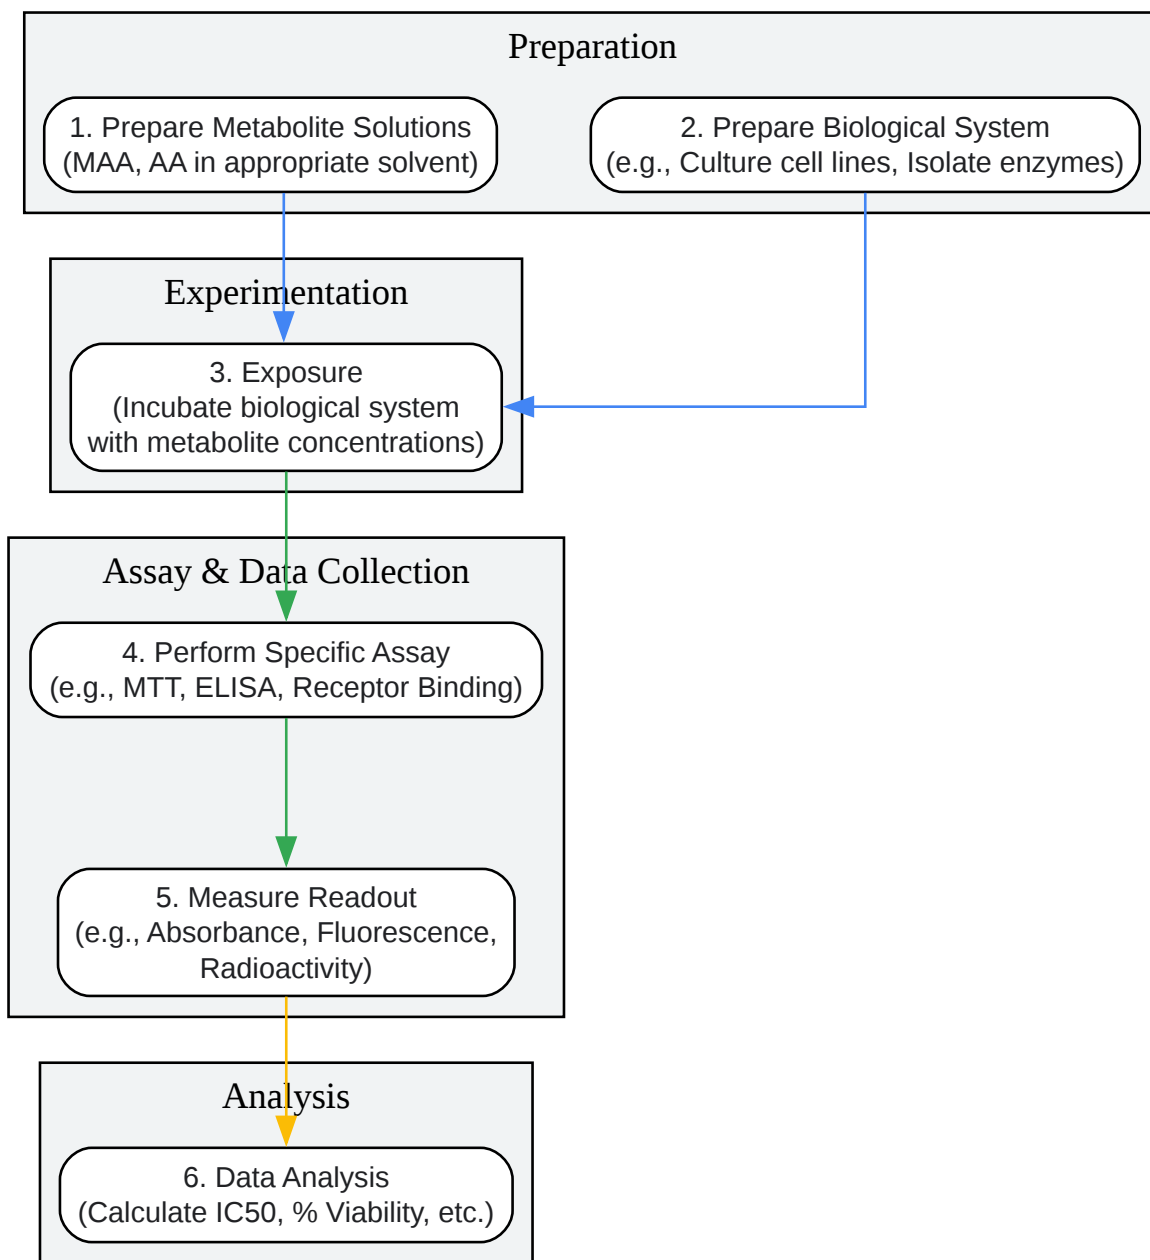 Preparation
1. Prepare Metabolite Solutions
(MAA, AA in appropriate solvent)
2. Prepare Biological System
(e.g., Culture cell lines, Isolate enzymes)
Experimentation
3. Exposure
(Incubate biological system
with metabolite concentrations)
Assay & Data Collection
4. Perform Specific Assay
(e.g., MTT, ELISA, Receptor Binding)
5. Measure Readout
(e.g., Absorbance, Fluorescence,
Radioactivity)
Analysis
6. Data Analysis
(Calculate IC50, % Viability, etc.)